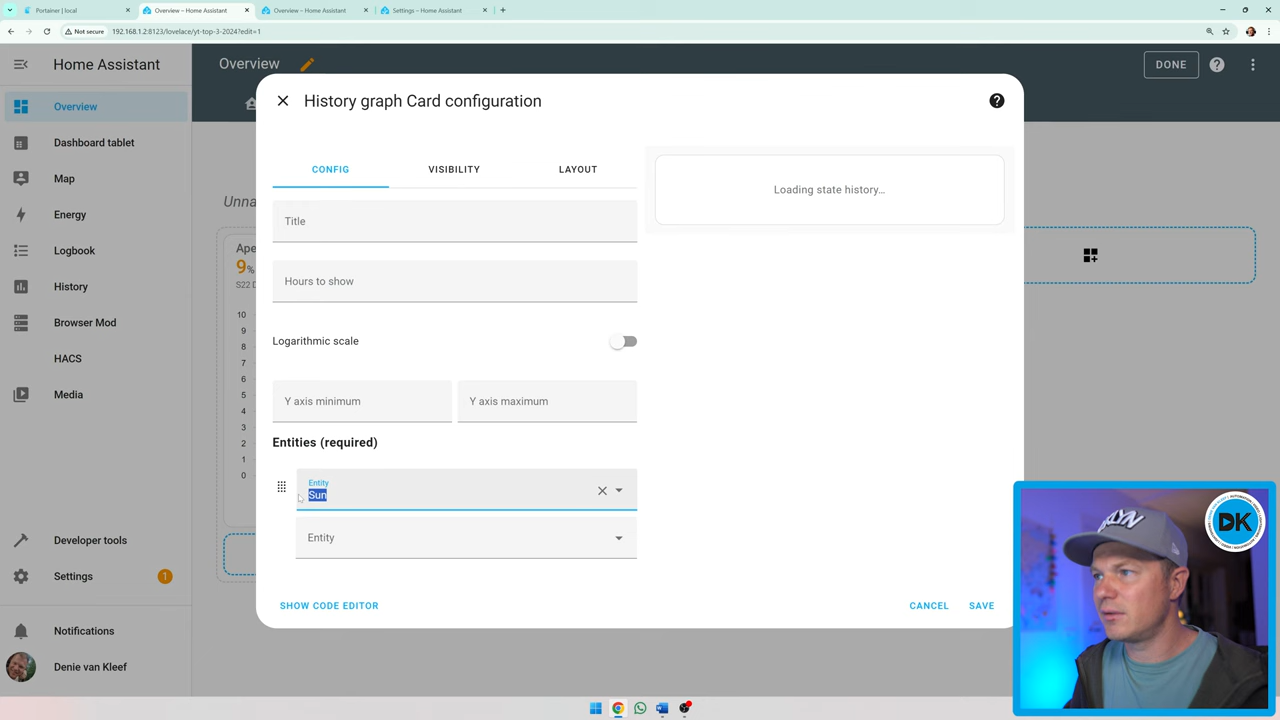 Portainer | local
Overview – Home Assistant
Overview – Home Assistant
Settings – Home Assistant
Not secure
192.168.1.2:8123/lovelace/yt-top-3-2024?edit=1
Home Assistant
Overview
DONE
Overview
Dashboard tablet
Map
Energy
Logbook
History
Browser Mod
HACS
Media
Developer tools
Settings
1
Notifications
Denie van Kleef
Unna
Ape
9%
S22 D
10
9
8
7
6
5
4
3
2
1
0
History graph Card configuration
CONFIG
VISIBILITY
LAYOUT
Title
Hours to show
Logarithmic scale
Y axis minimum
Y axis maximum
Entities (required)
Entity
Sun
Entity
SHOW CODE EDITOR
CANCEL
SAVE
Loading state history...
DK